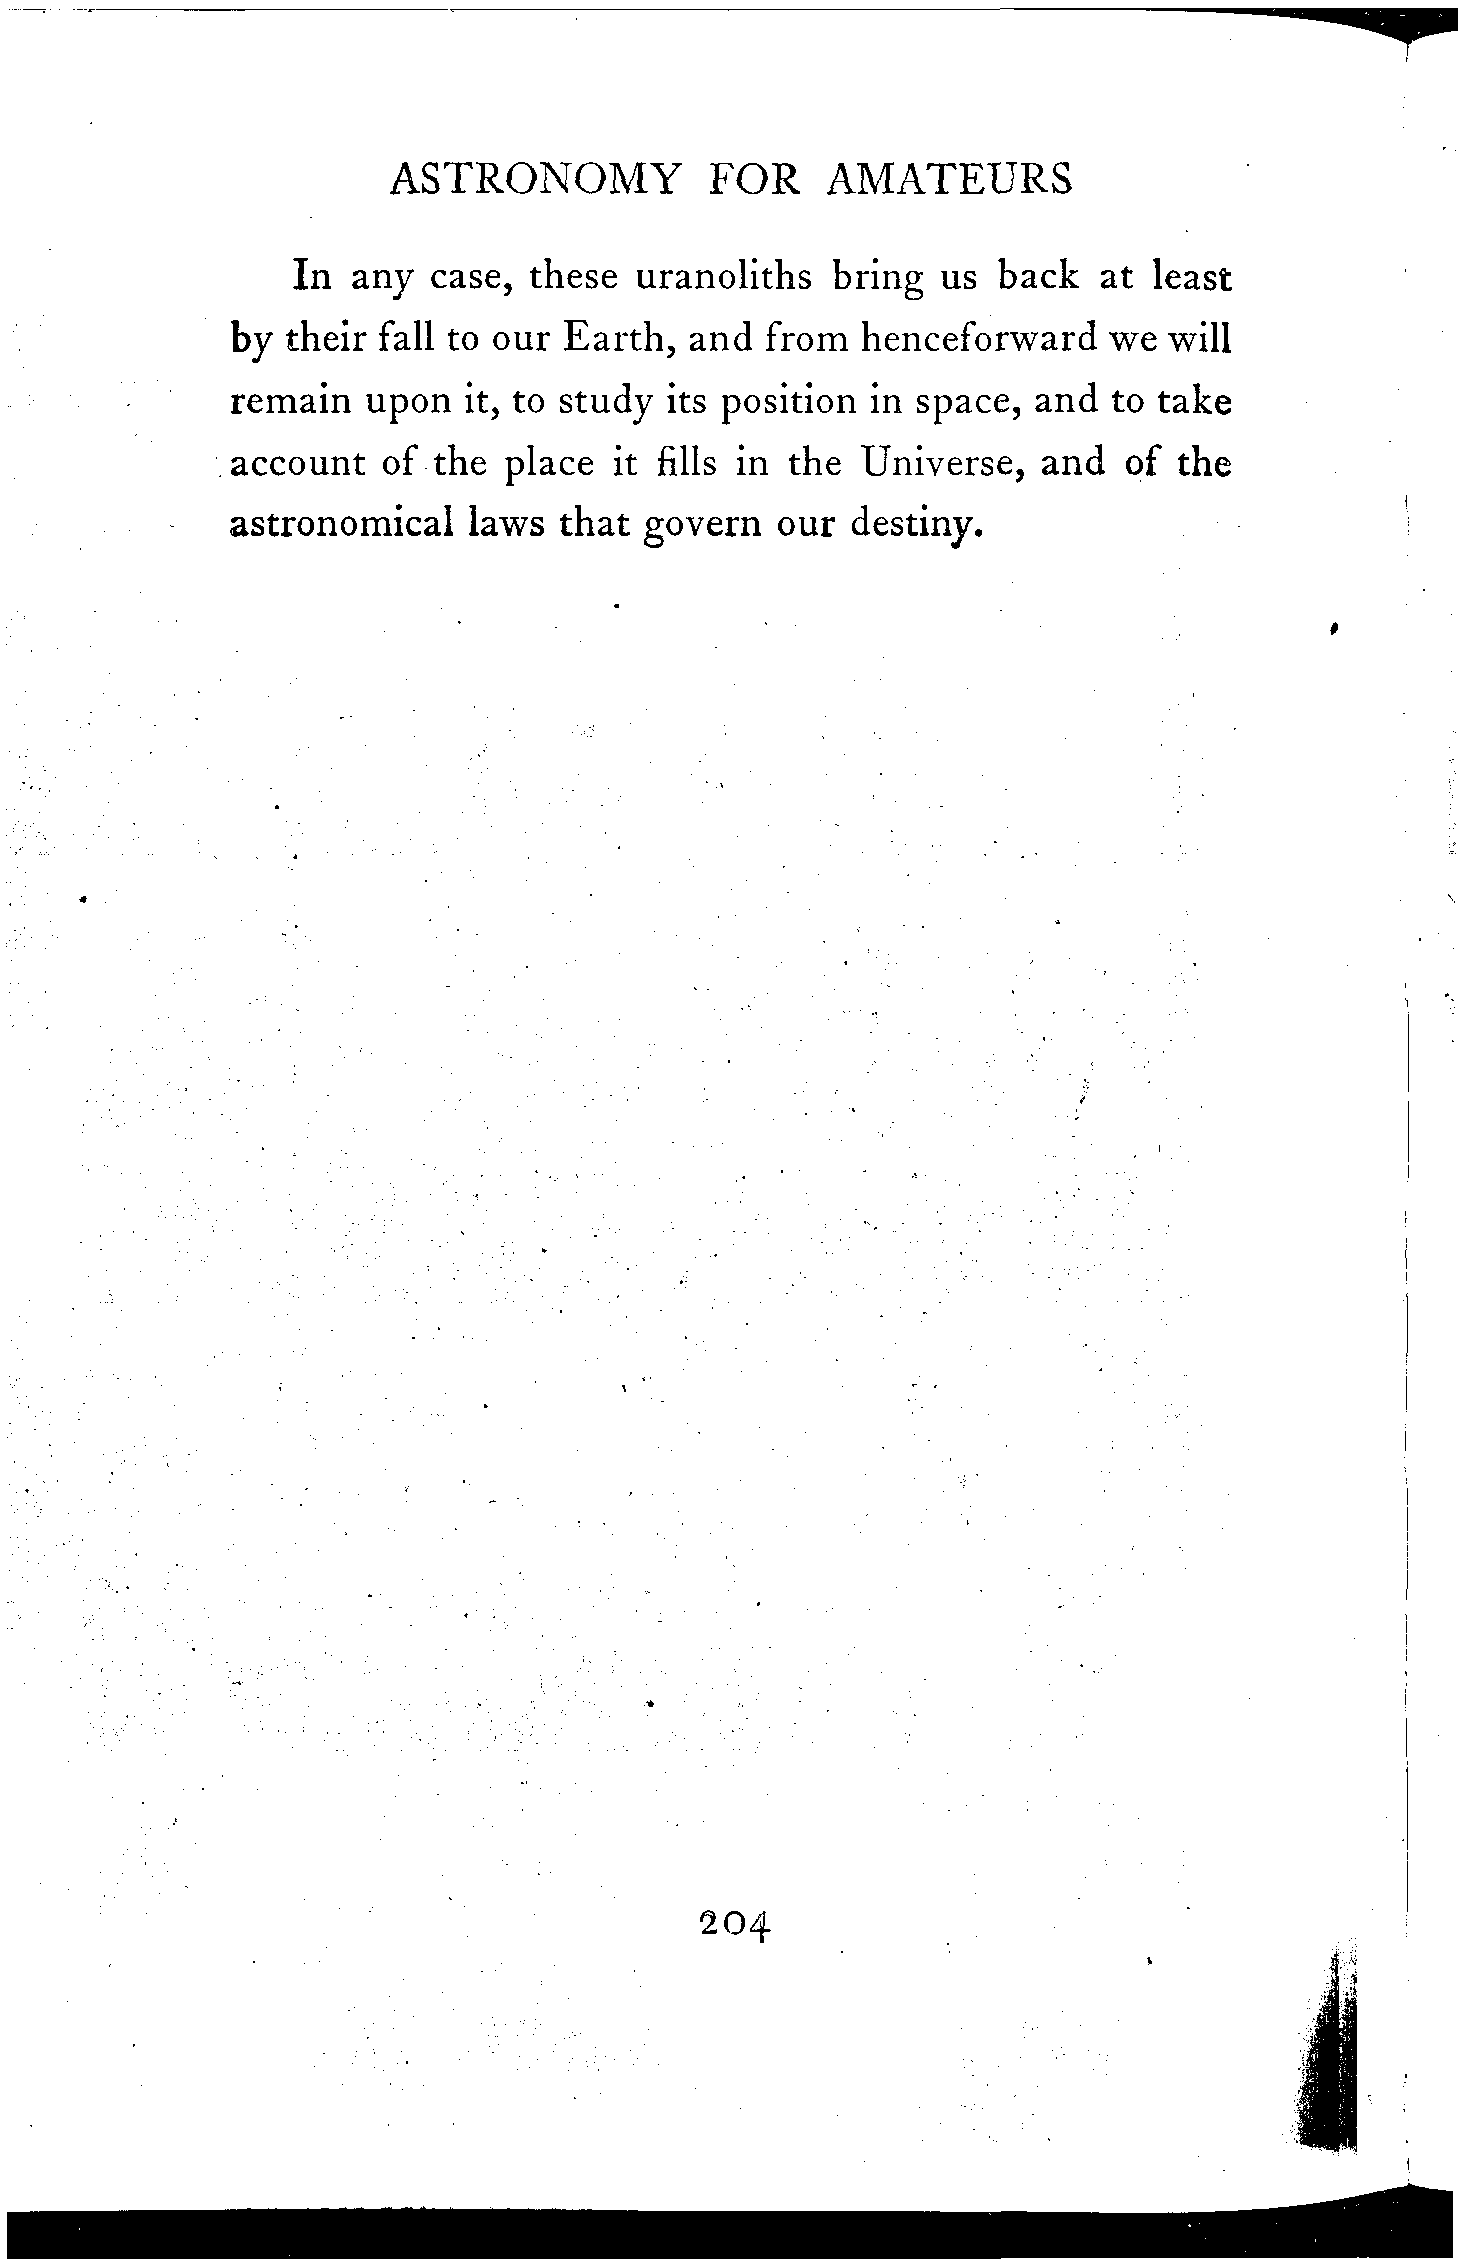 ASTRONOMY FOR AMATEURS
In any case, these uranoliths bring us back at least
by their fall to our Earth, and from henceforward we will
remain upon it, to study its position in space, and to take
account of the place it fills in the Universe, and of the
astronomical laws that govern our destiny.
204